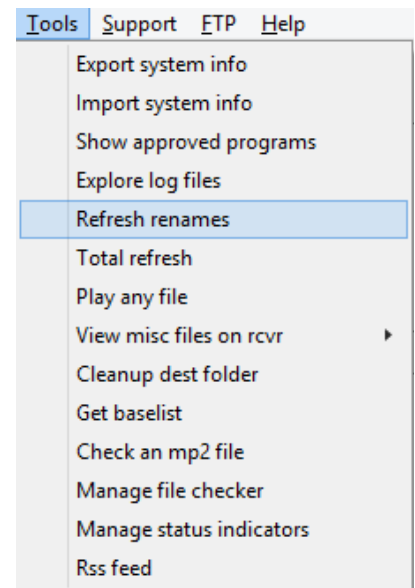 Tools Support FTP Help
Export system info
Import system info
Show approved programs
Explore log files
Refresh renames
Total refresh
Play any file
View misc files on rcvr
Cleanup dest folder
Get baselist
Check an mp2 file
Manage file checker
Manage status indicators
Rss feed